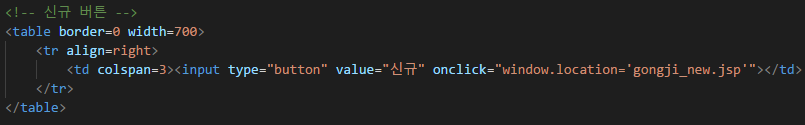 <!-- 신규 버튼 -->
<table border=0 width=700>
<tr align=right>
<td colspan=3><input type="button" value="신규" onclick="window.location='gongji_new.jsp'"></td>
</tr>
</table>